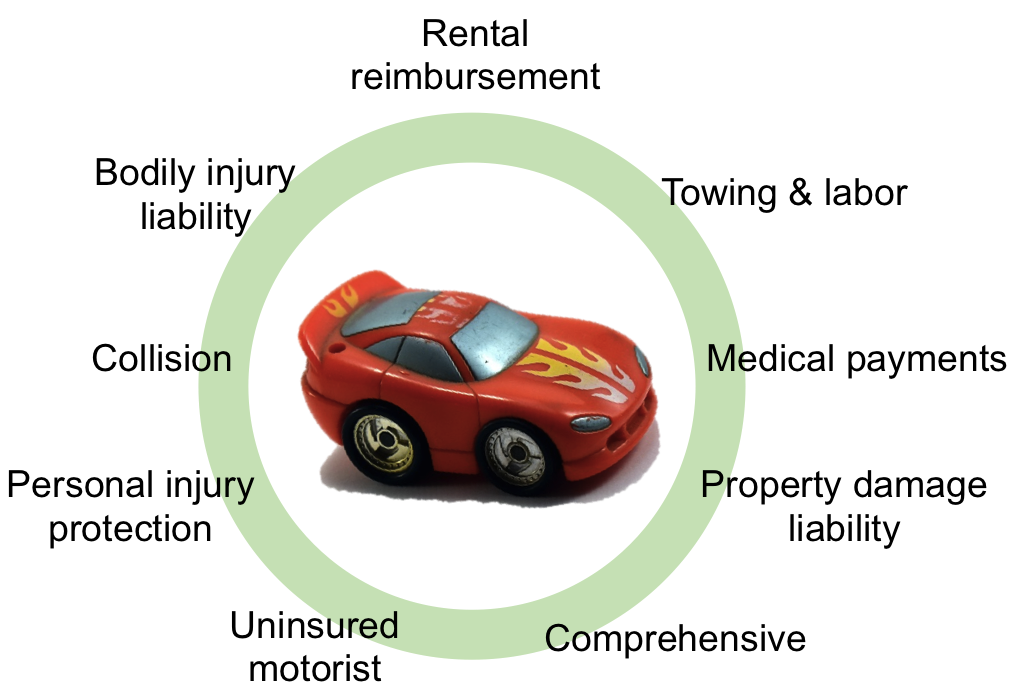 Rental
reimbursement
Bodily injury
liability
Towing & labor
Collision
Medical payments
Personal injury
protection
Property damage
liability
Uninsured
motorist
Comprehensive